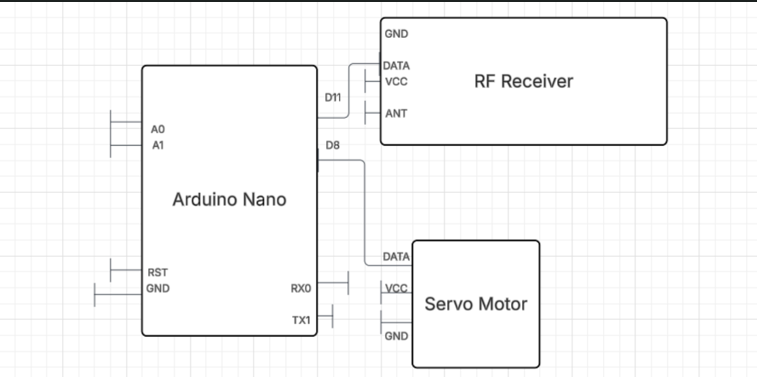 GND
DATA
VCC
ANT
RF Receiver
D11
D8
A0
A1
Arduino Nano
RST
GND
RX0
TX1
DATA
VCC
GND
Servo Motor